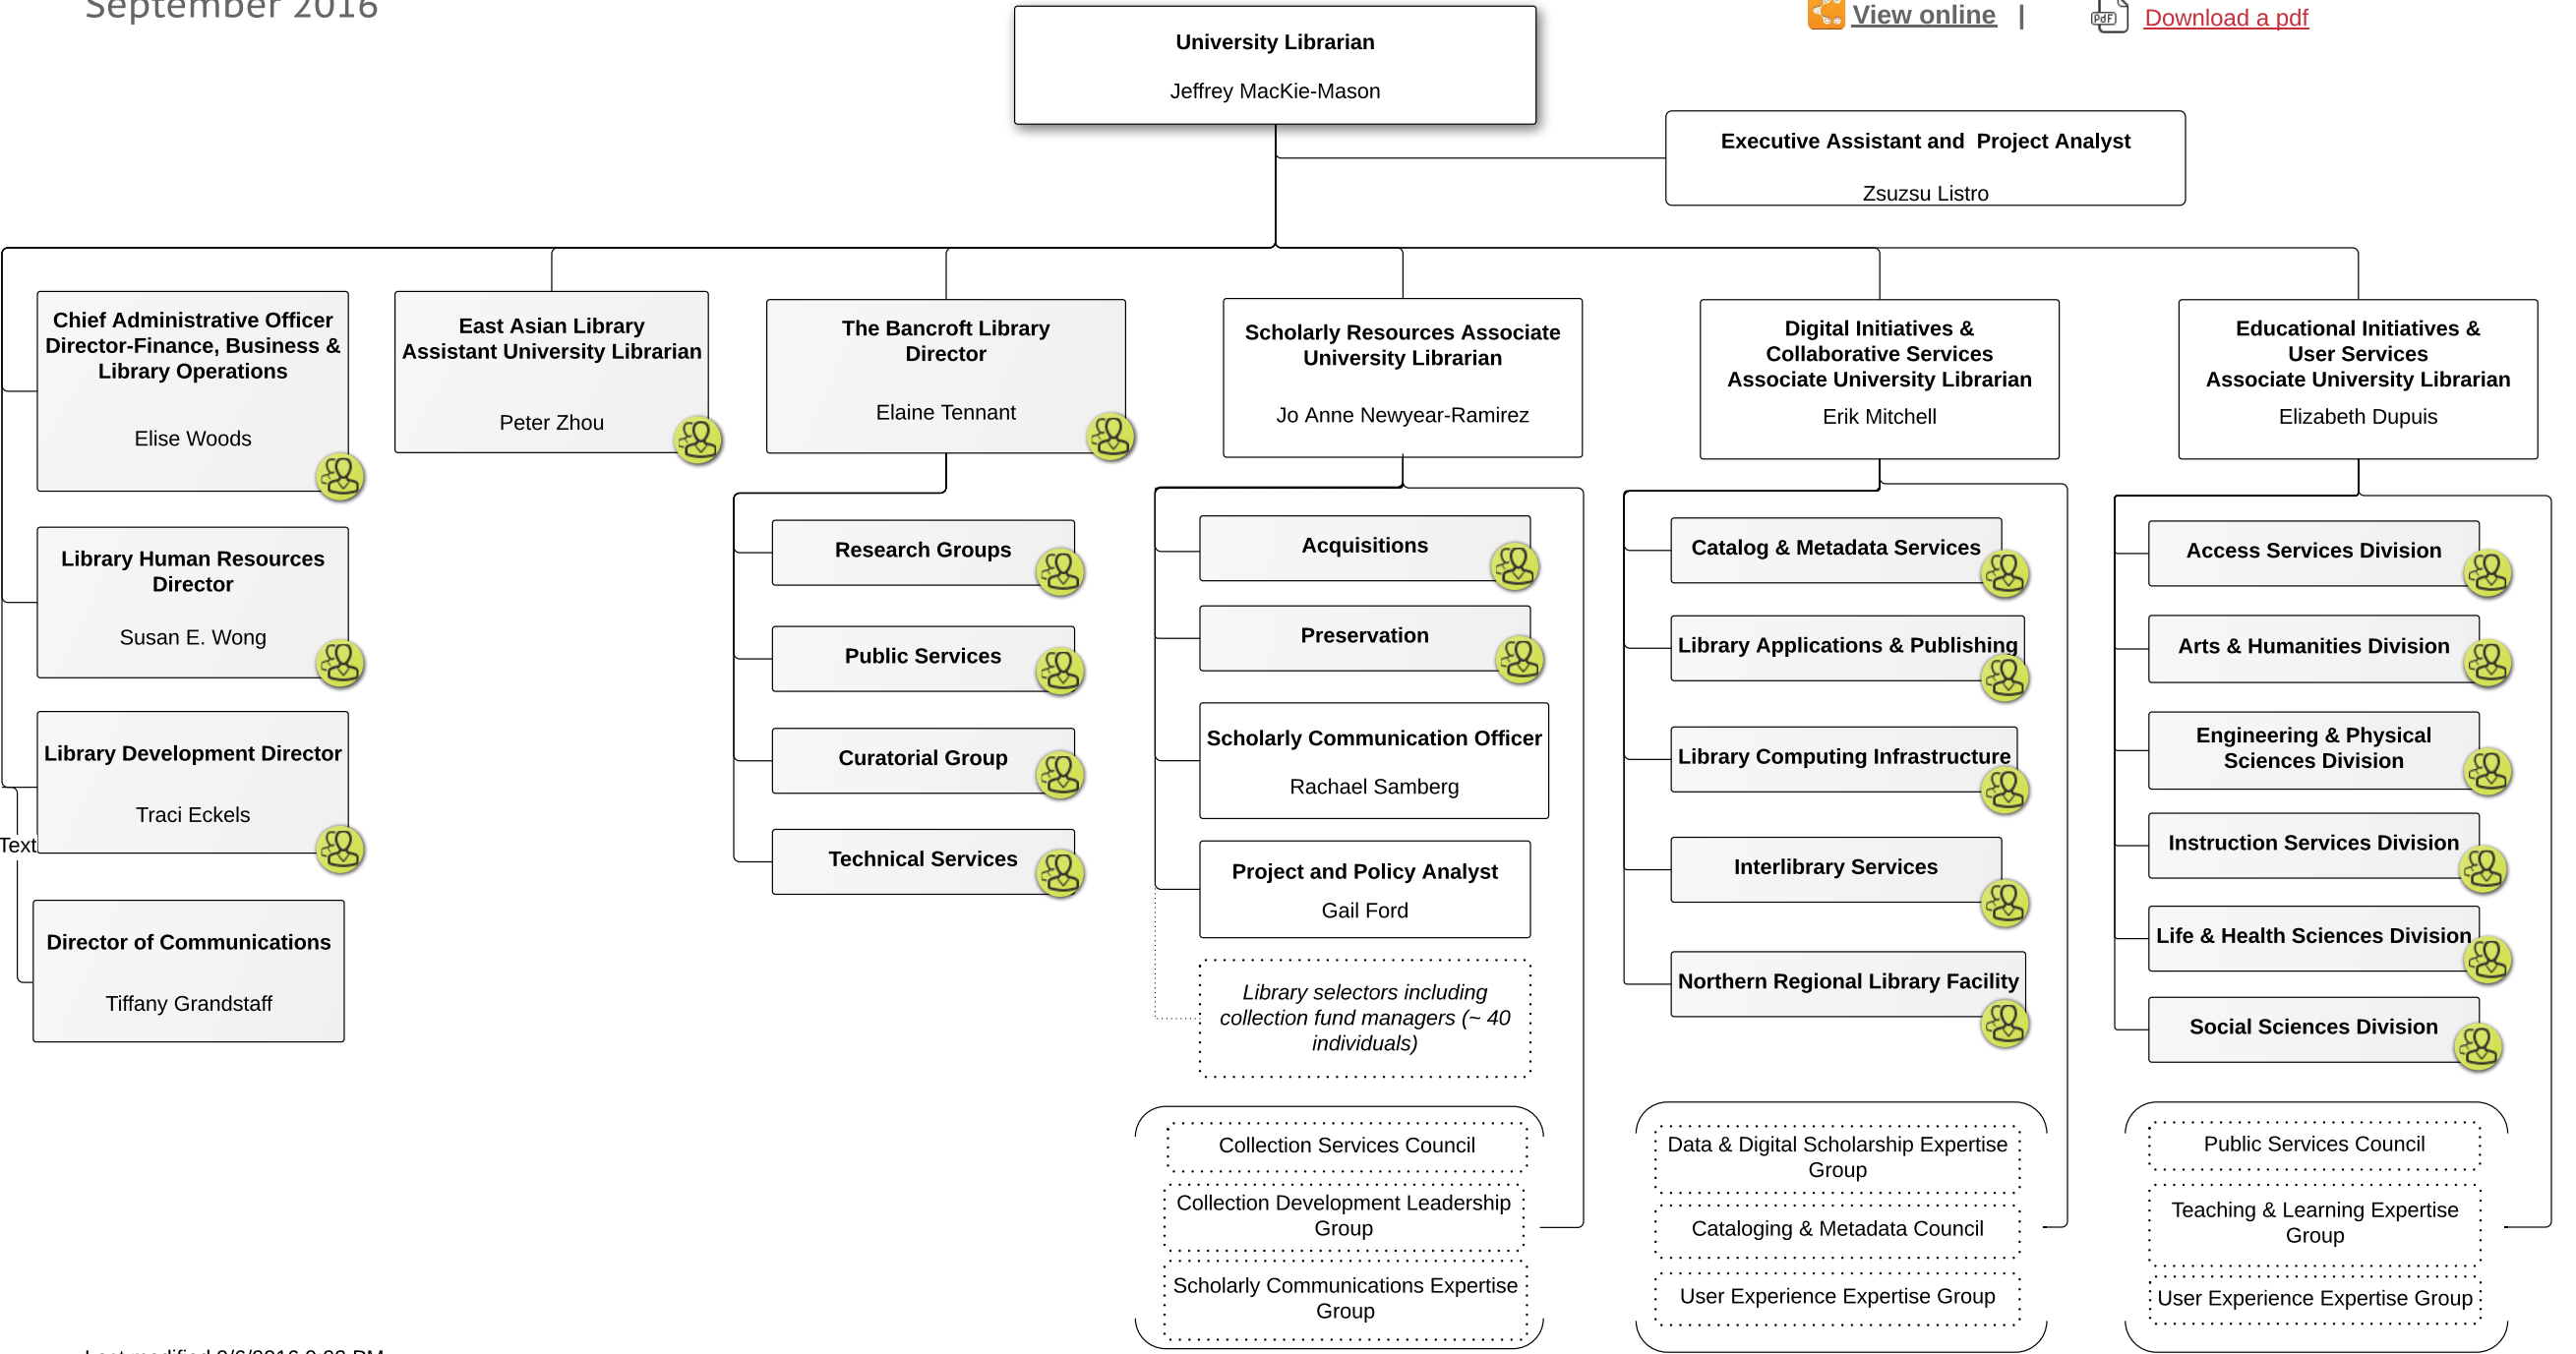 September 2016
View online |
PDF
Download a pdf
University Librarian
Jeffrey MacKie-Mason
Executive Assistant and Project Analyst
Zsuzsu Listro
Chief Administrative Officer
Director-Finance, Business &
Library Operations
Elise Woods
Library Human Resources
Director
Susan E. Wong
Library Development Director
Traci Eckels
Text
Director of Communications
Tiffany Grandstaff
East Asian Library
Assistant University Librarian
Peter Zhou
The Bancroft Library
Director
Elaine Tennant
Research Groups
Public Services
Curatorial Group
Technical Services
Scholarly Resources Associate
University Librarian
Jo Anne Newyear-Ramirez
Acquisitions
Preservation
Scholarly Communication Officer
Rachael Samberg
Project and Policy Analyst
Gail Ford
Library selectors including
collection fund managers (~ 40
individuals)
Collection Services Council
Collection Development Leadership
Group
Scholarly Communications Expertise
Group
Digital Initiatives &
Collaborative Services
Associate University Librarian
Erik Mitchell
Catalog & Metadata Services
Library Applications & Publishing
Library Computing Infrastructure
Interlibrary Services
Northern Regional Library Facility
Data & Digital Scholarship Expertise
Group
Cataloging & Metadata Council
User Experience Expertise Group
Educational Initiatives &
User Services
Associate University Librarian
Elizabeth Dupuis
Access Services Division
Arts & Humanities Division
Engineering & Physical
Sciences Division
Instruction Services Division
Life & Health Sciences Division
Social Sciences Division
Public Services Council
Teaching & Learning Expertise
Group
User Experience Expertise Group
Last modified